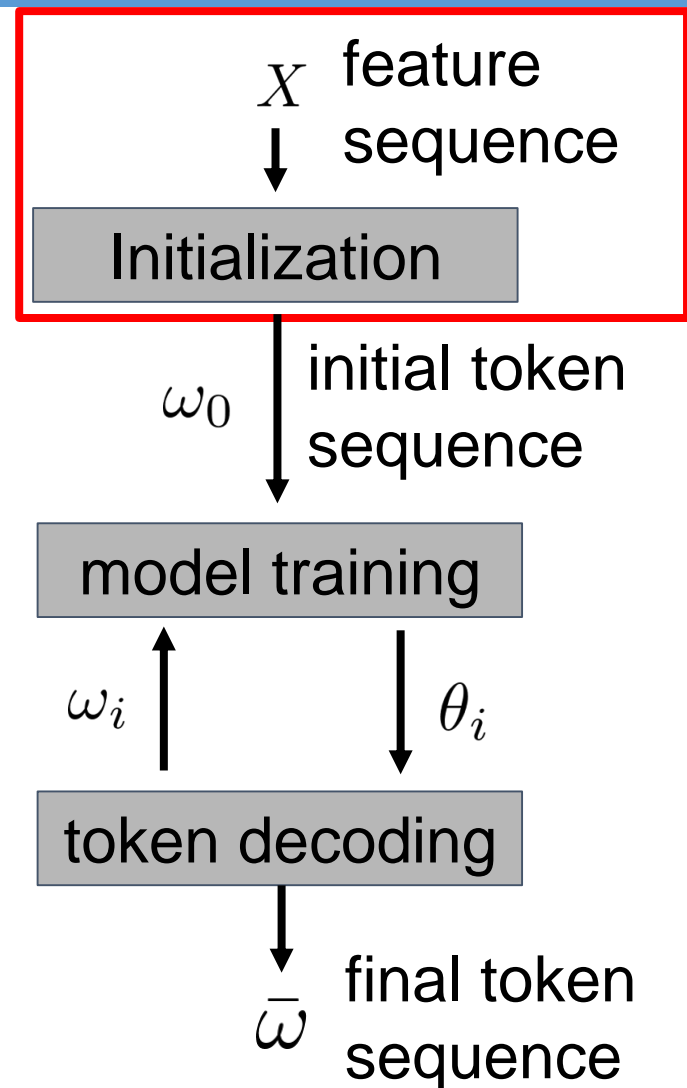 X feature
sequence
Initialization
ω₀ initial token
sequence
model training
ωᵢ θᵢ
token decoding
ω̄ final token
sequence